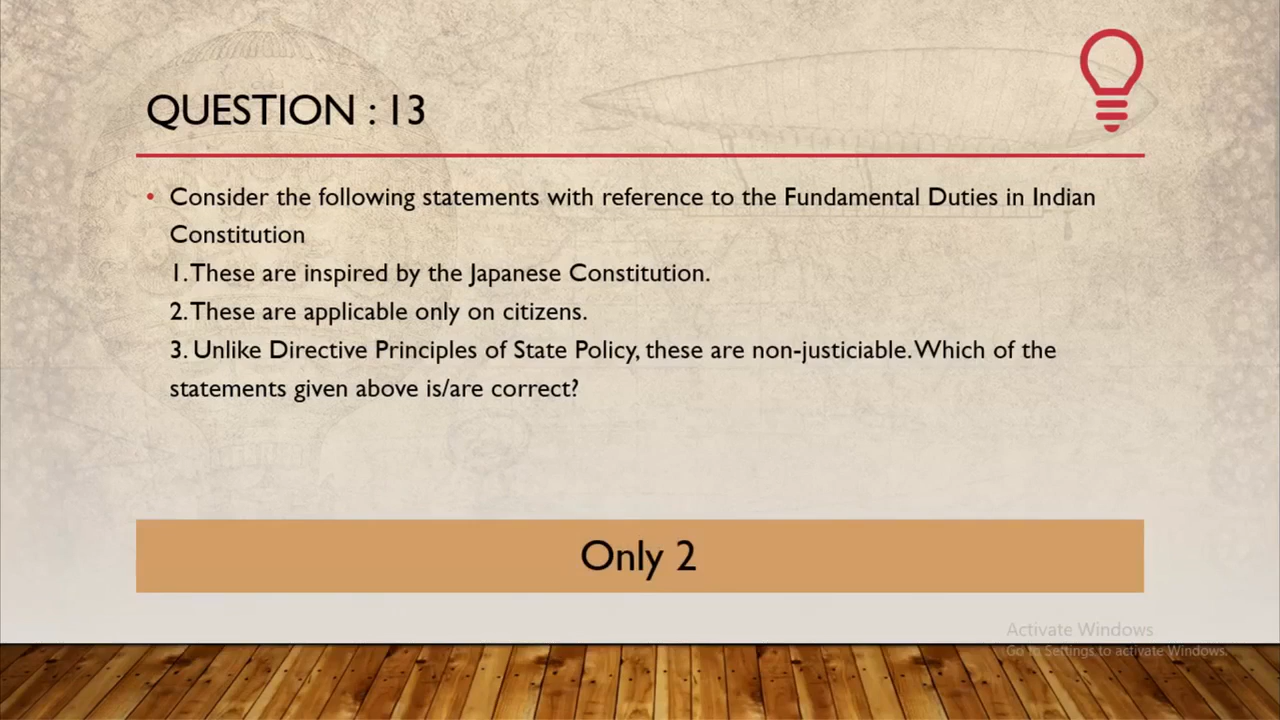 QUESTION : 13
• Consider the following statements with reference to the Fundamental Duties in Indian
Constitution
1. These are inspired by the Japanese Constitution.
2. These are applicable only on citizens.
3. Unlike Directive Principles of State Policy, these are non-justiciable. Which of the
statements given above is/are correct?
Only 2
Activate Windows
Go to Settings to activate Windows.